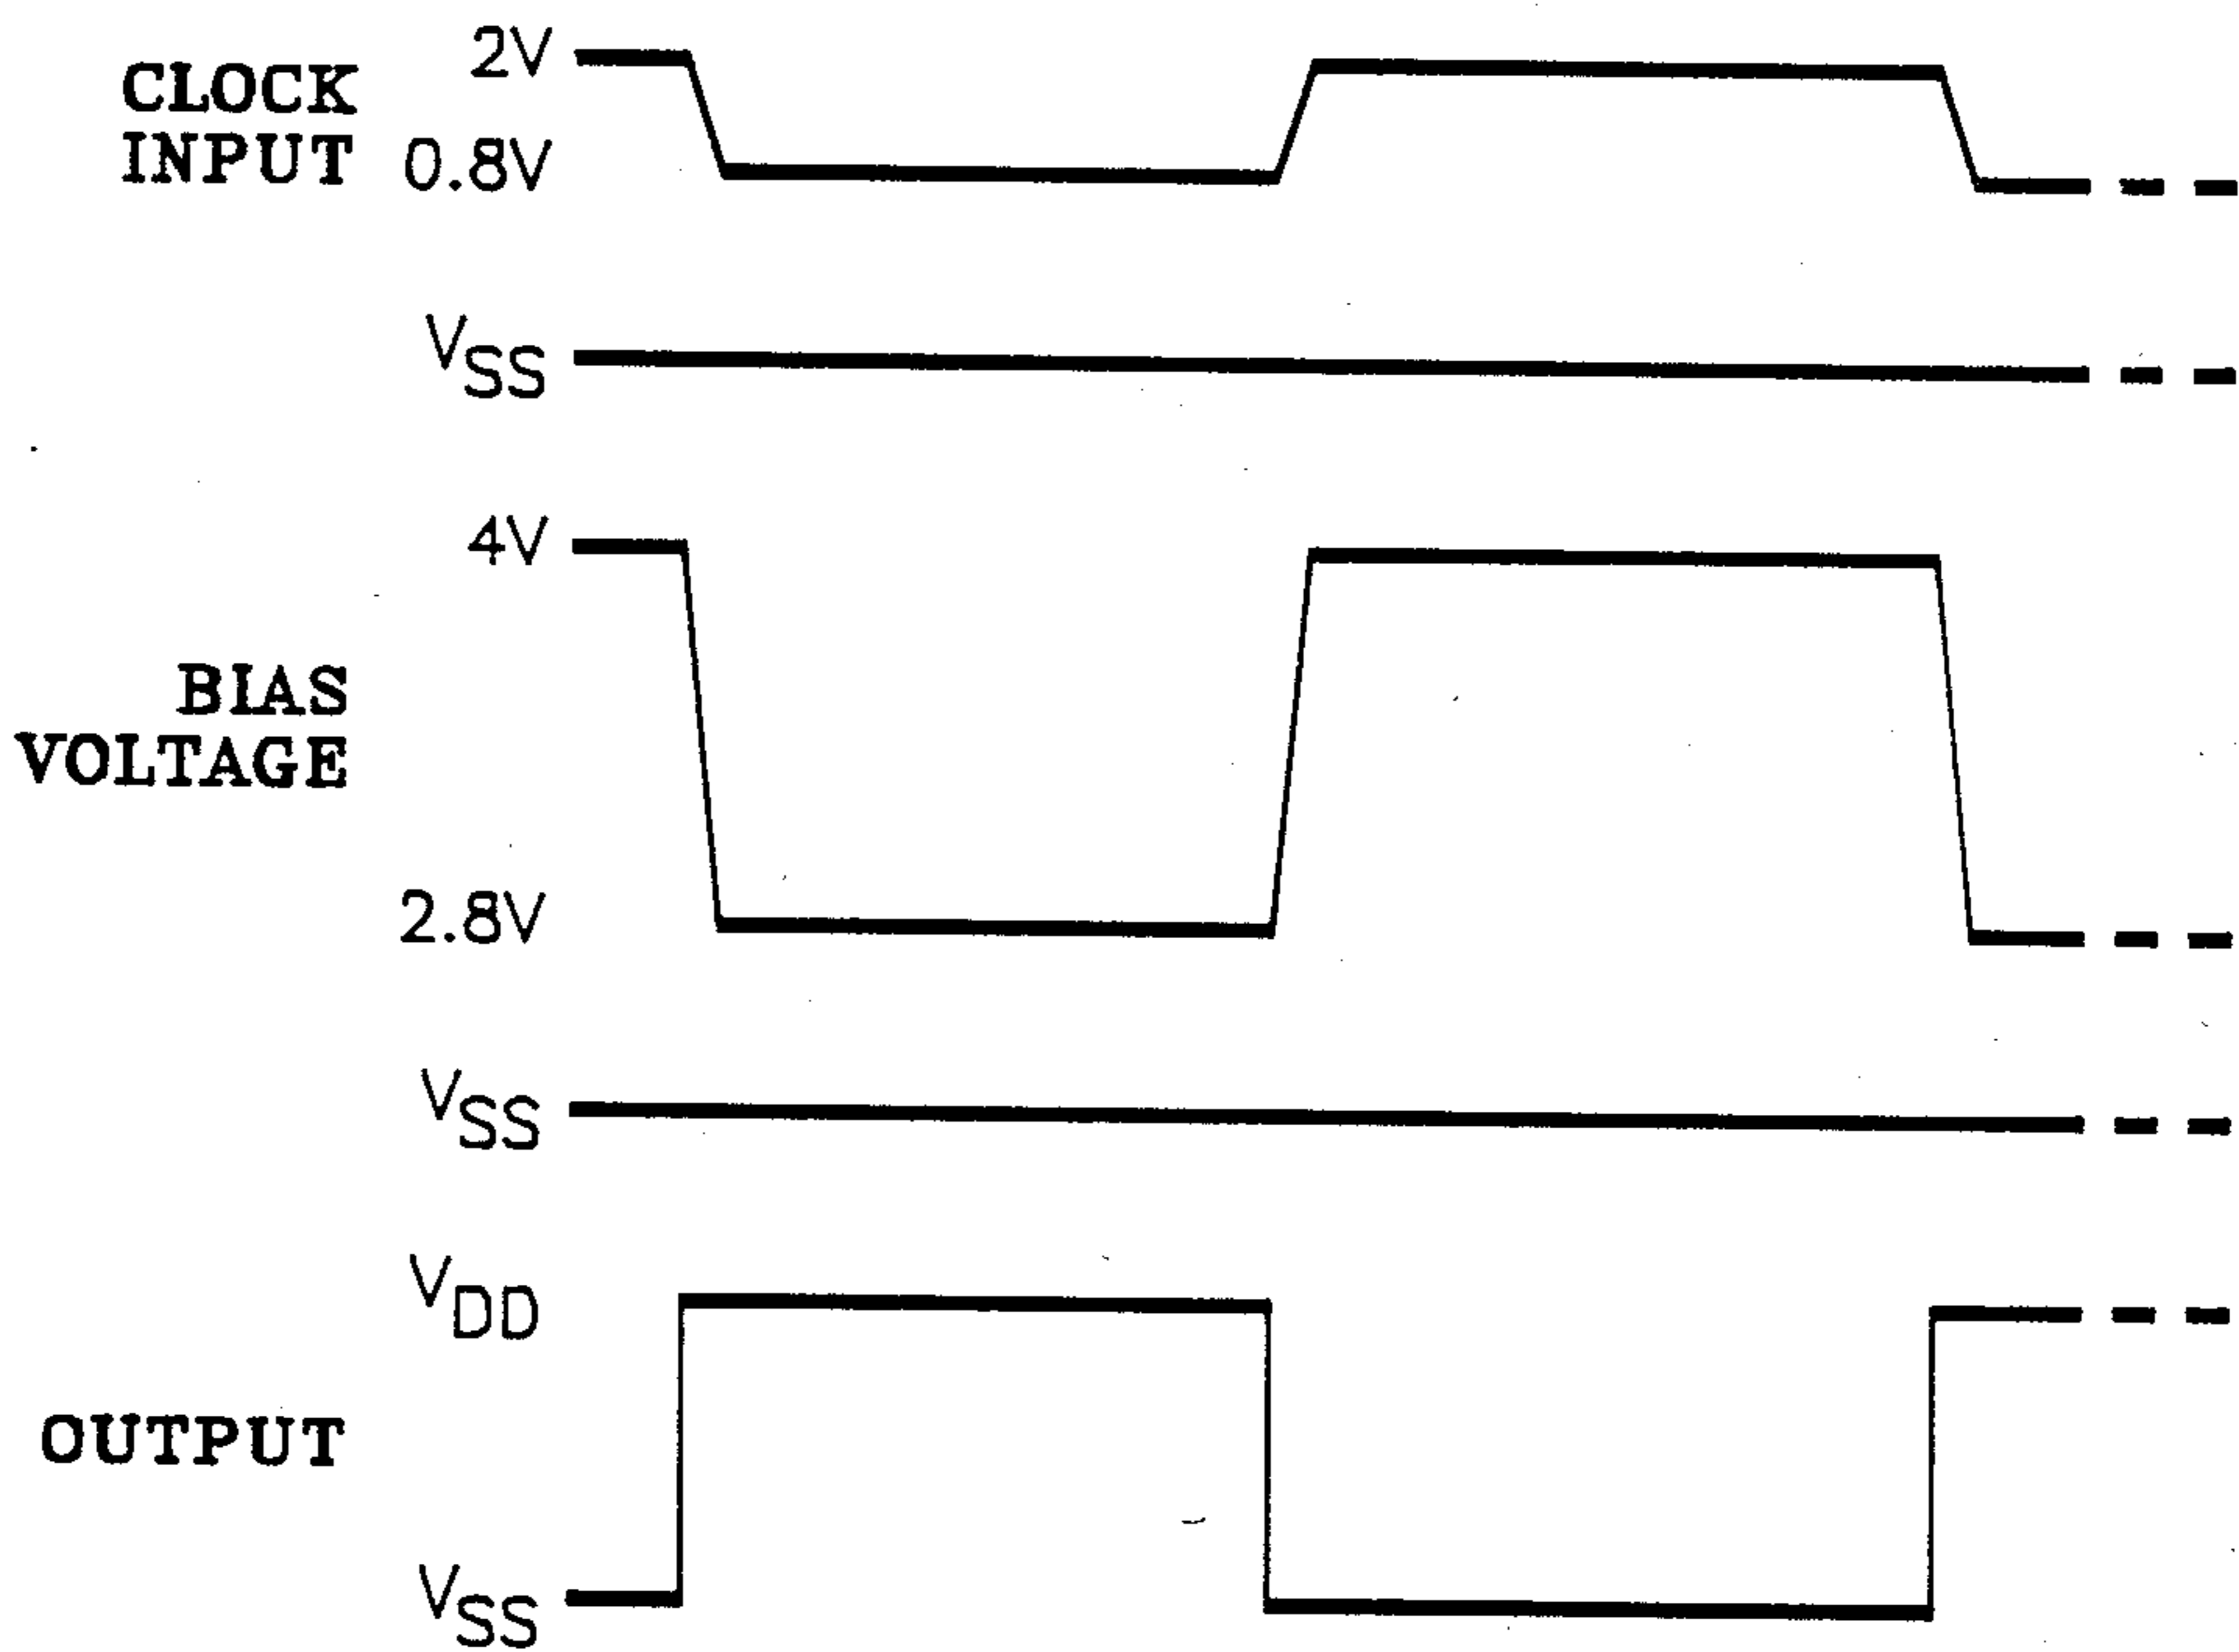 CLOCK
INPUT
2V
0.8V
VSS
4V
BIAS
VOLTAGE
2.8V
VSS
VDD
OUTPUT
VSS